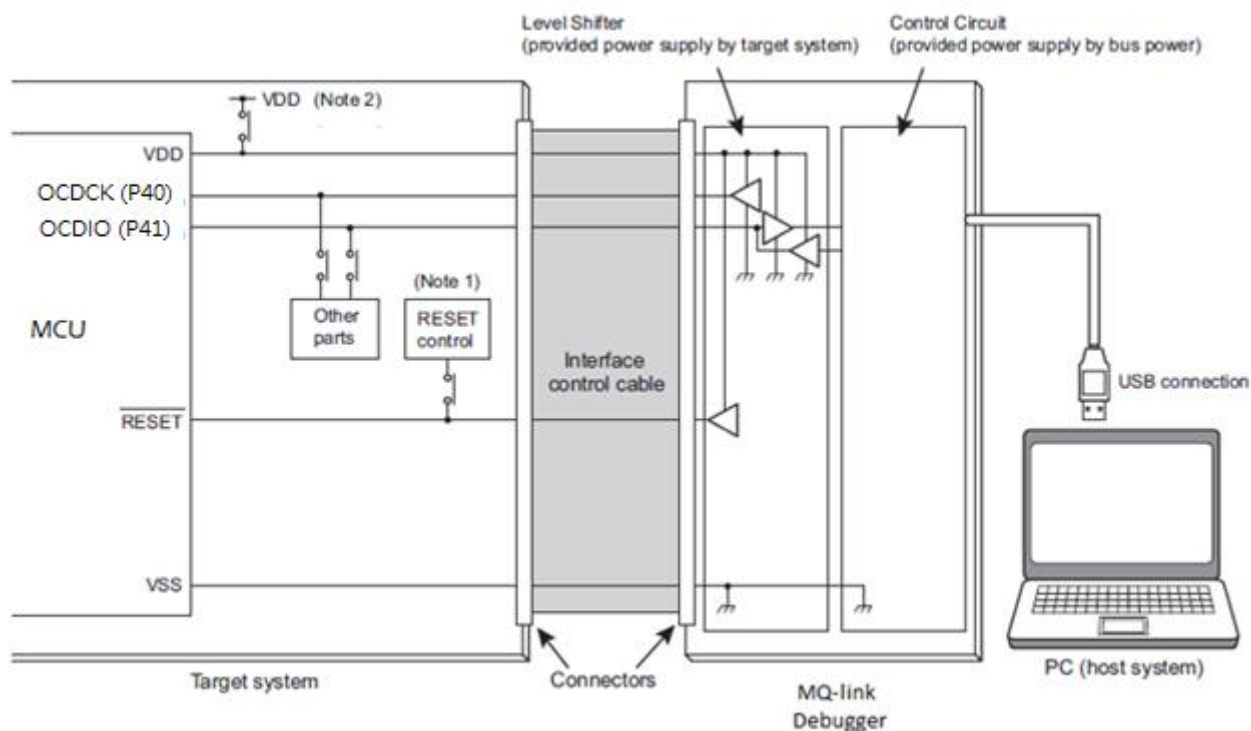 Level Shifter
(provided power supply by target system)
Control Circuit
(provided power supply by bus power)
VDD (Note 2)
VDD
OCDCK (P40)
OCDIO (P41)
(Note 1)
Other
parts
RESET
control
MCU
Interface
control cable
RESET
USB connection
VSS
Target system
Connectors
MQ-link
Debugger
PC (host system)